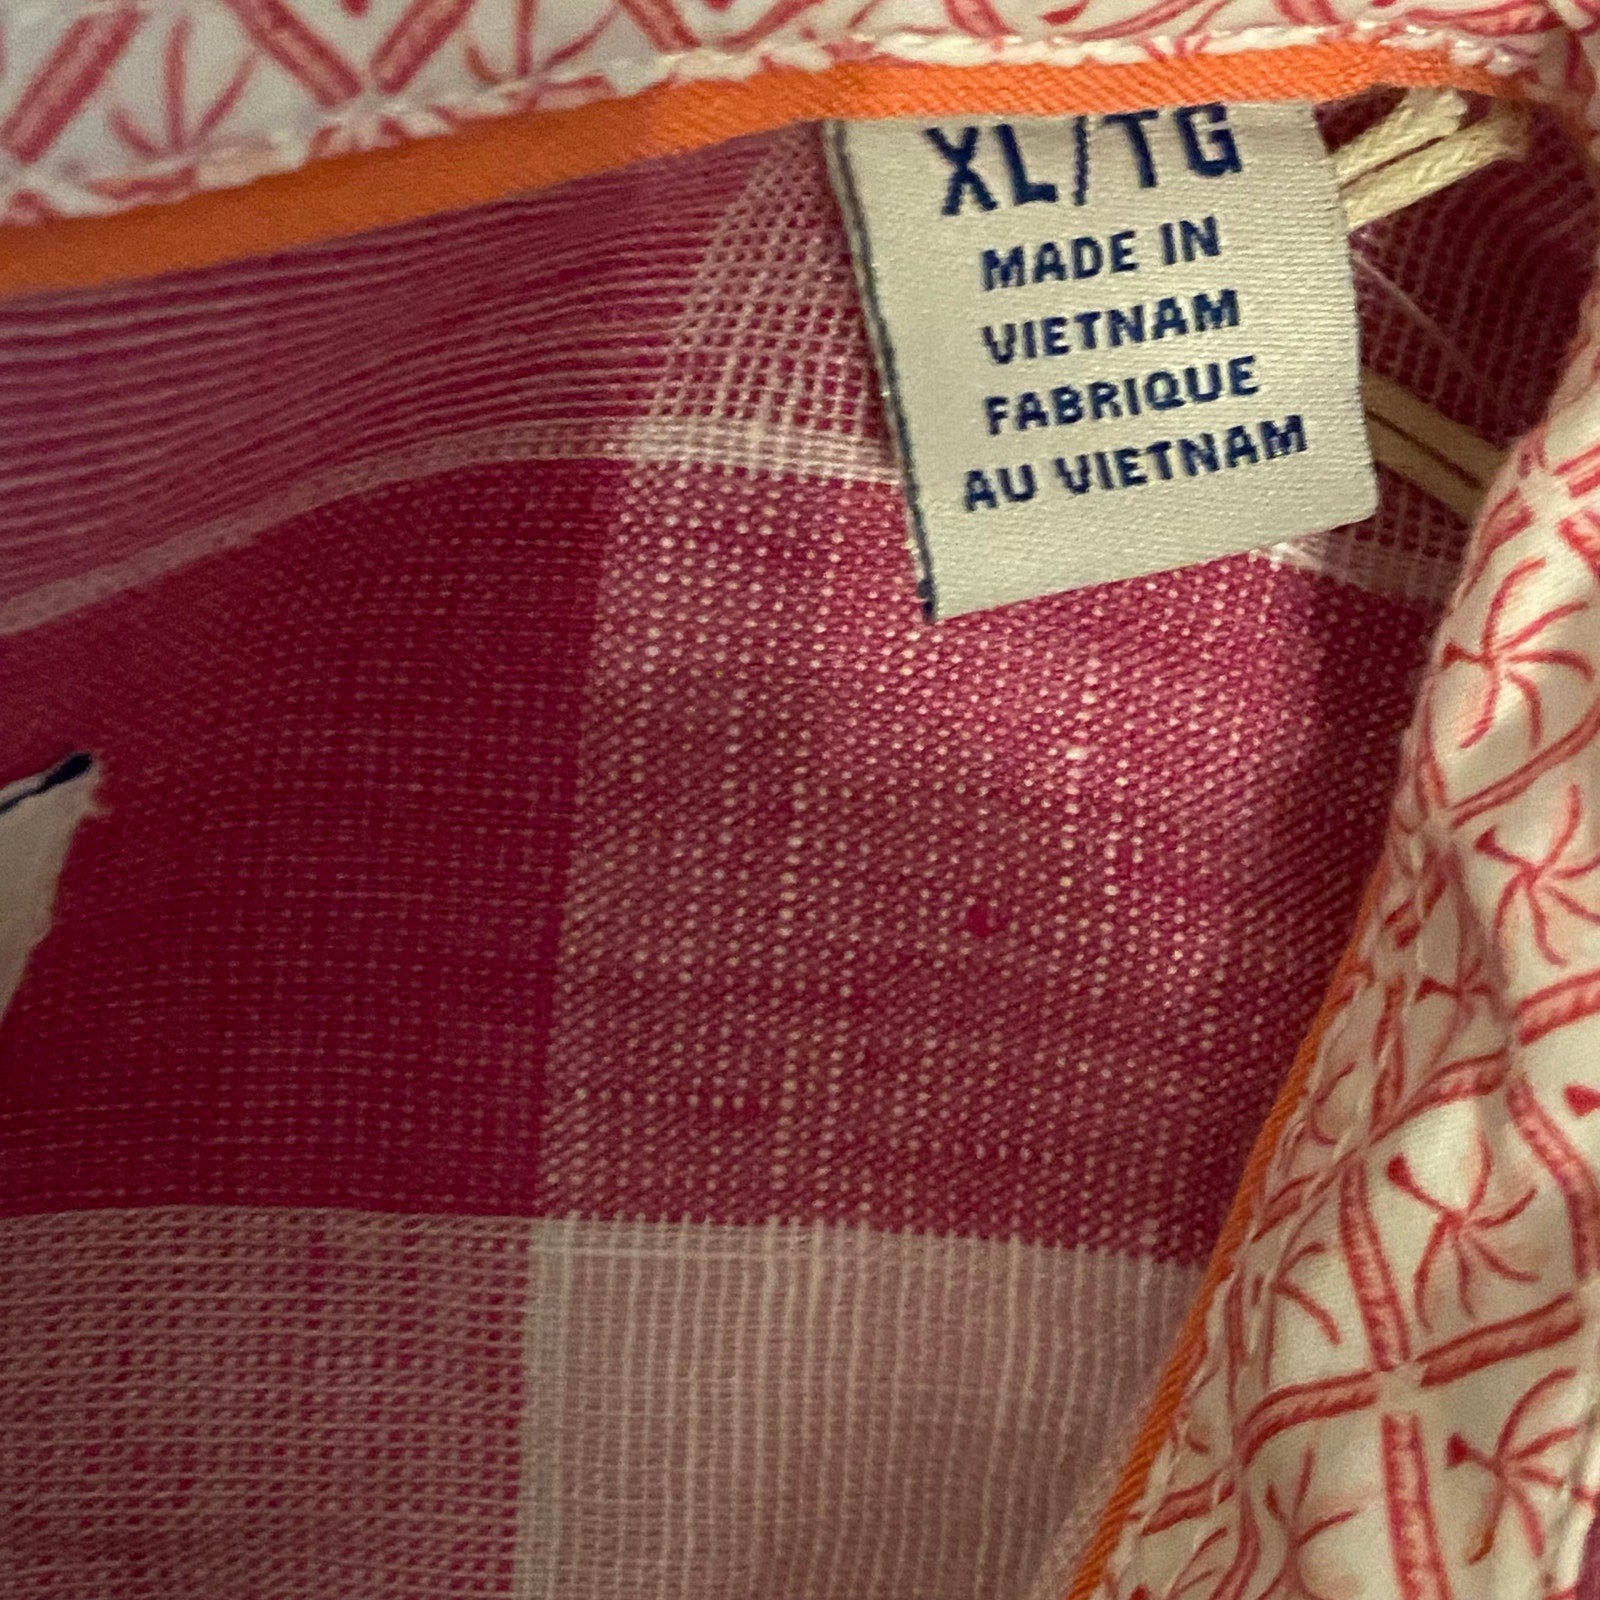 XL/TG
MADE IN
VIETNAM
FABRIQUE
AU VIETNAM